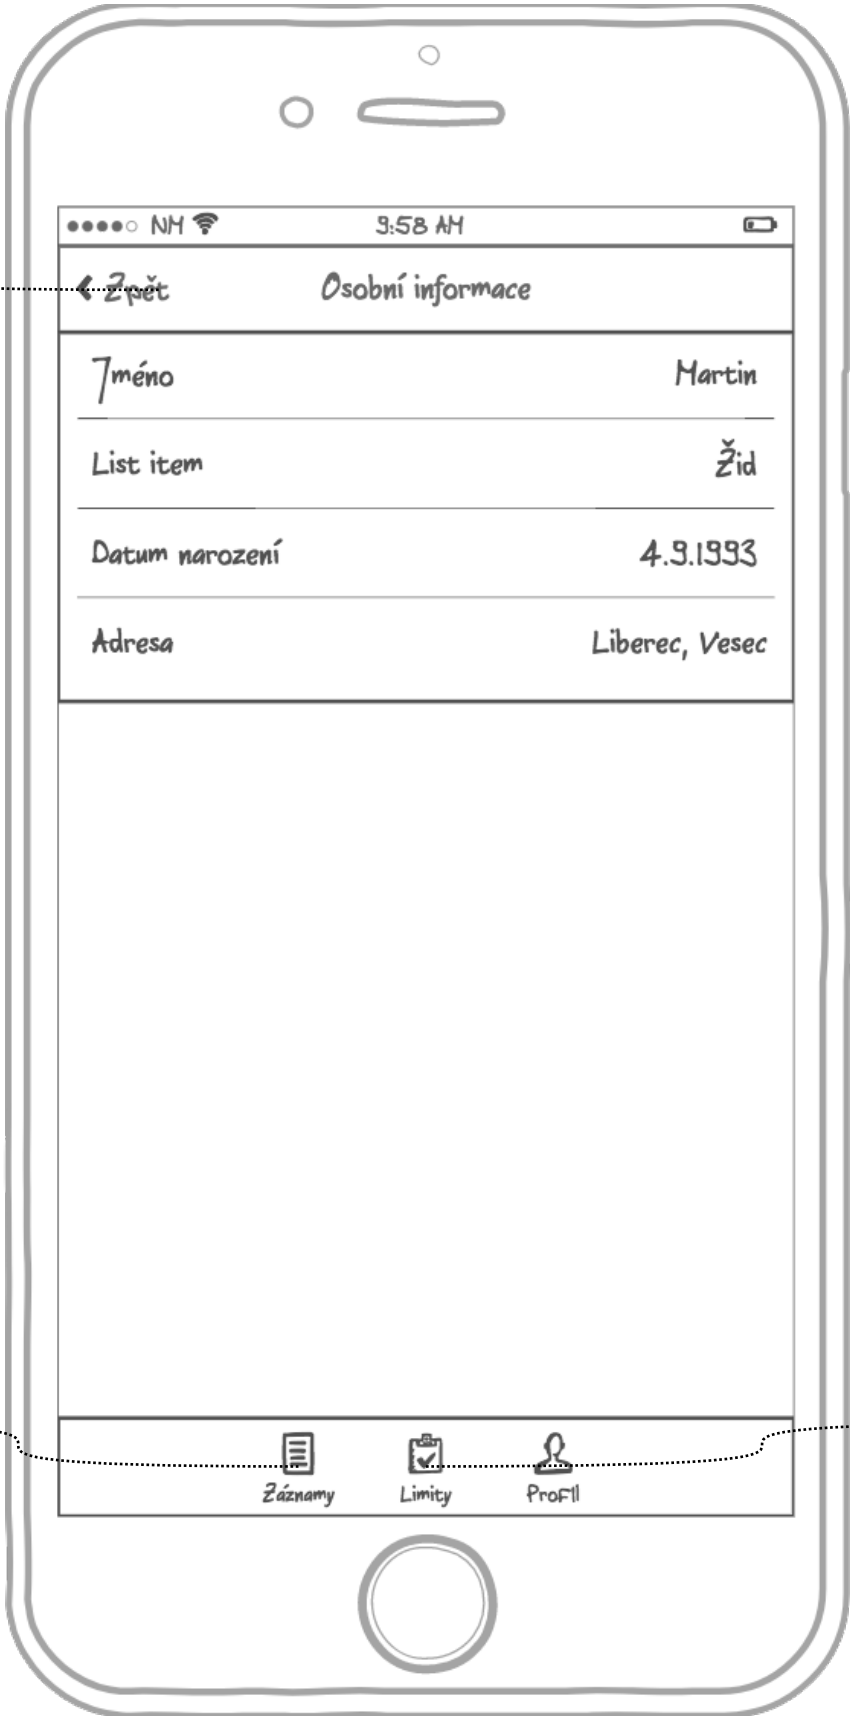 NM 9:58 AM
Zpět Osobní informace
Jméno Martin
List item Žid
Datum narození 4.9.1993
Adresa Liberec, Vesec
Záznamy Limity Profil